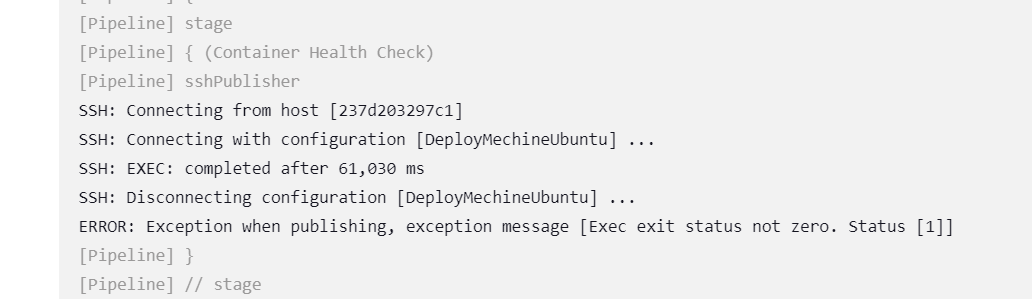 [Pipeline] {
[Pipeline] stage
[Pipeline] { (Container Health Check)
[Pipeline] sshPublisher
SSH: Connecting from host [237d203297c1]
SSH: Connecting with configuration [DeployMechineUbuntu] ...
SSH: EXEC: completed after 61,030 ms
SSH: Disconnecting configuration [DeployMechineUbuntu] ...
ERROR: Exception when publishing, exception message [Exec exit status not zero. Status [1]]
[Pipeline] }
[Pipeline] // stage